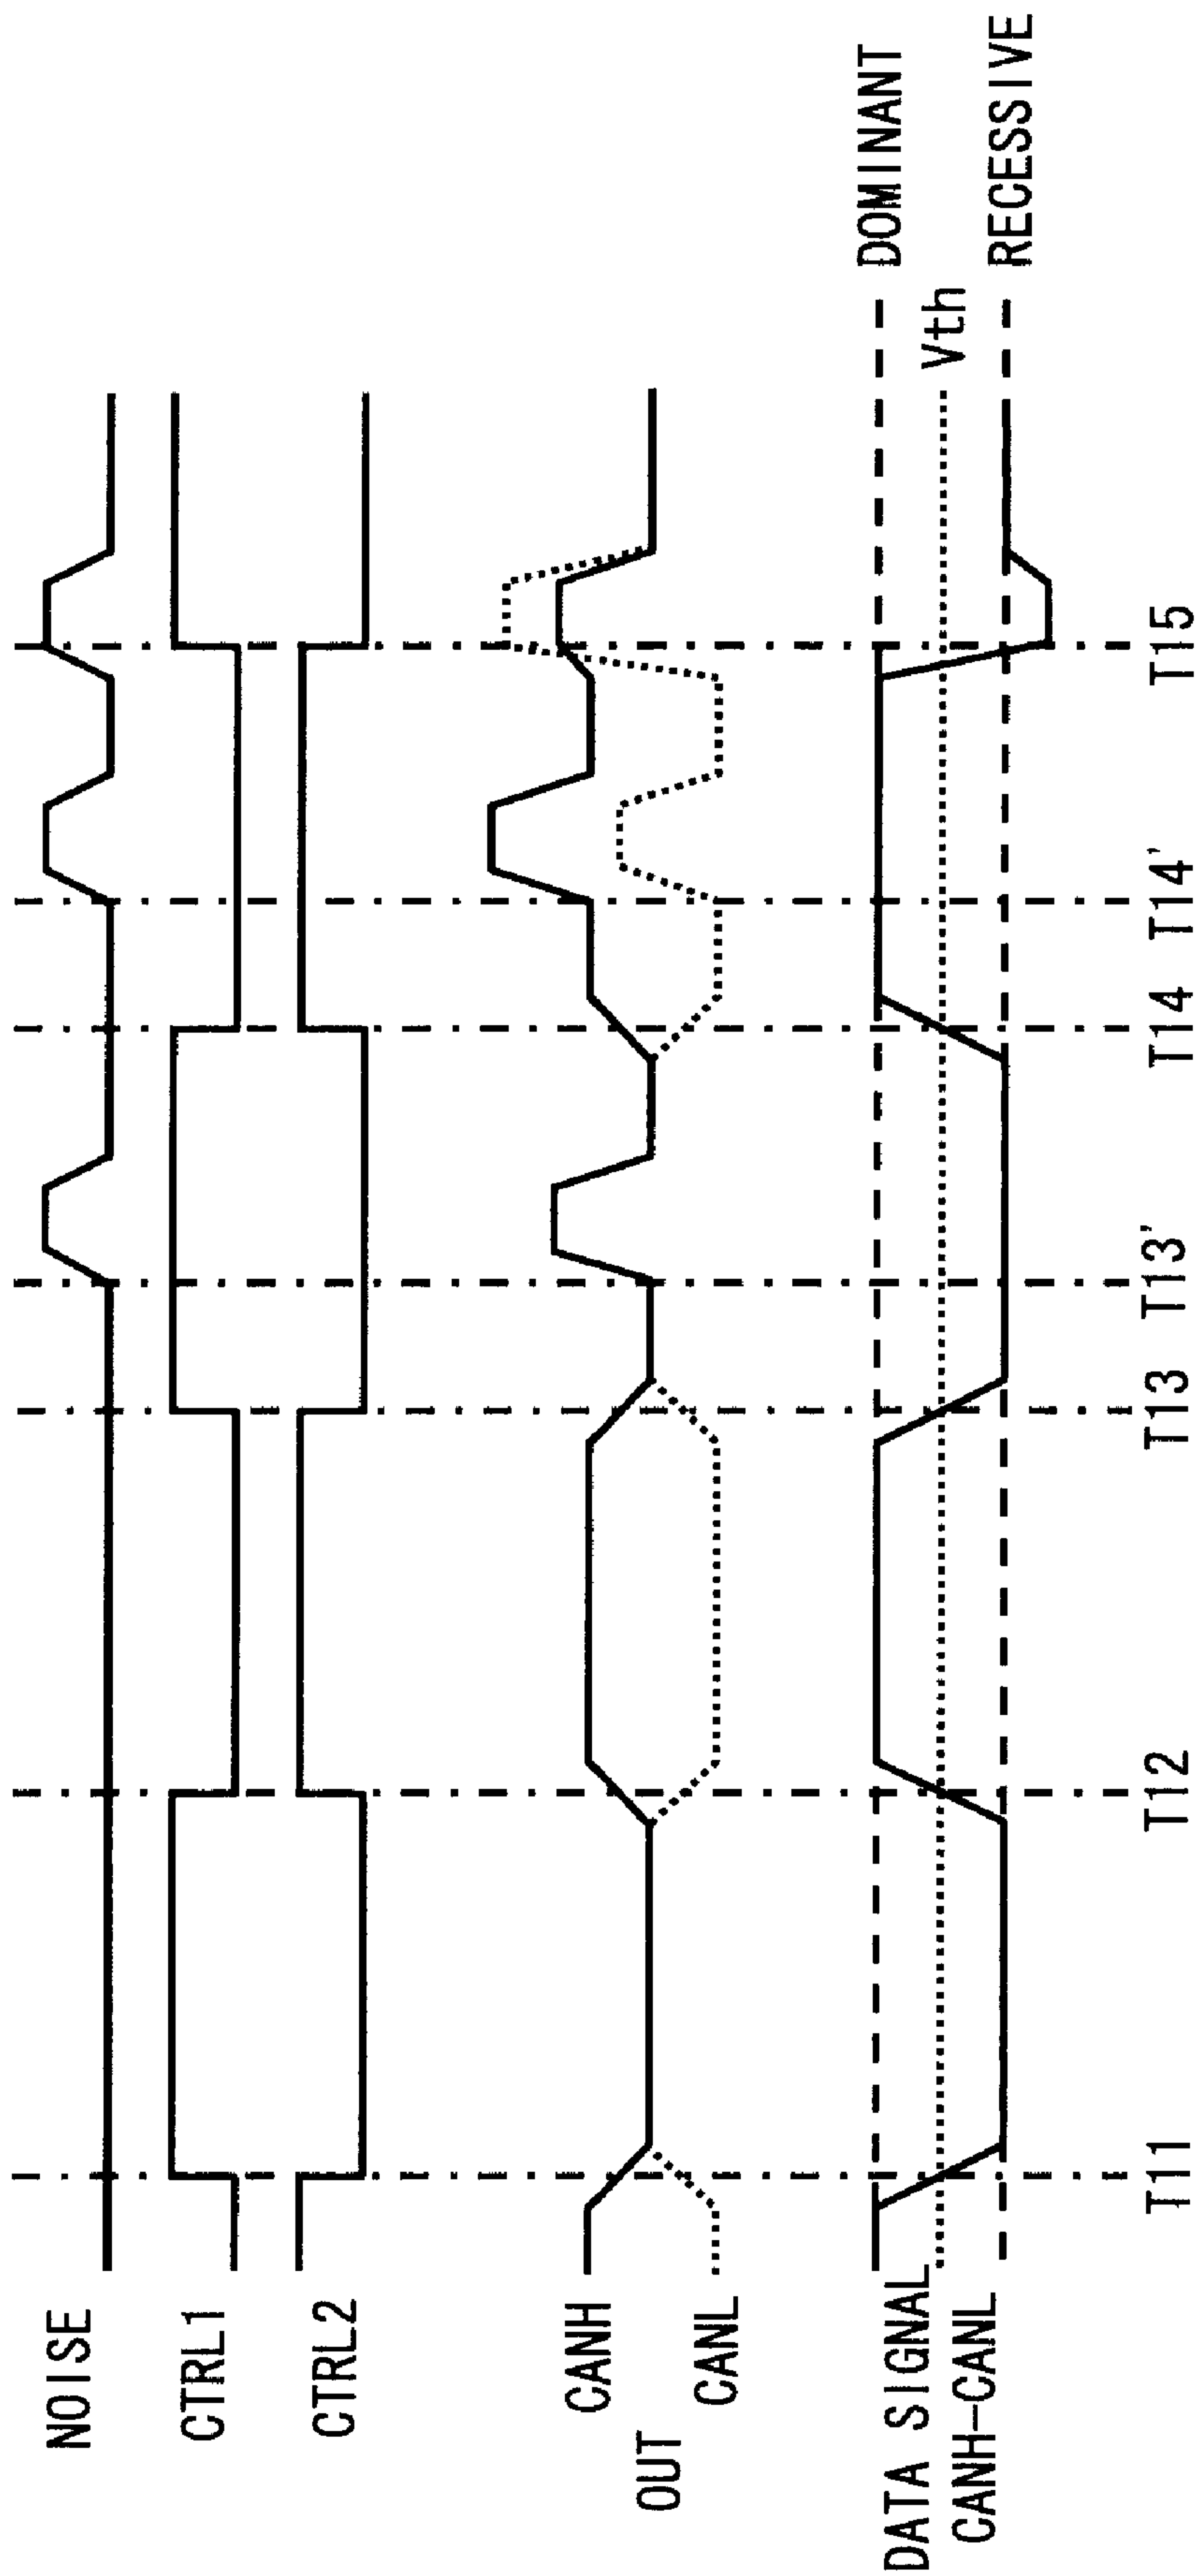 NOISE
CTRL1
CTRL2
CANH
OUT
CANL
DATA SIGNAL
CANH-CANL
DOMINANT
Vth
RECESSIVE
T11
T12
T13
T13'
T14
T14'
T15